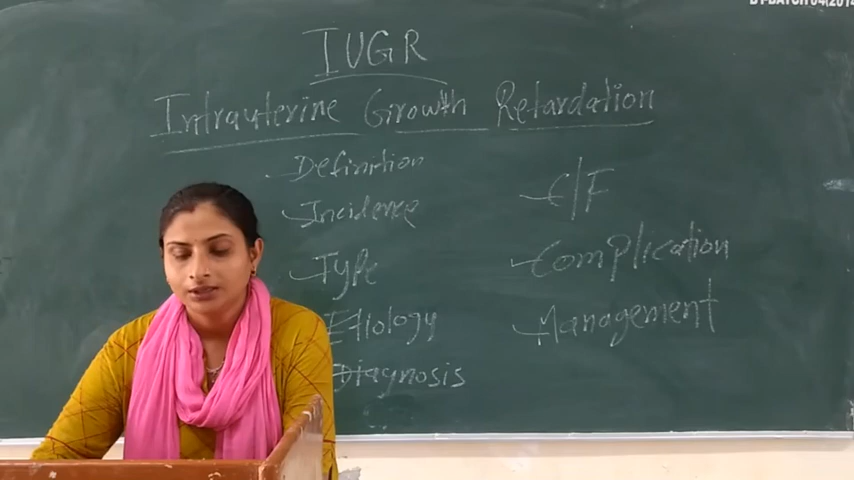 IUGR
Intrauterine Growth Retardation
Definition
Incidence
Type
Etiology
Diagnosis
C/F
Complication
Management